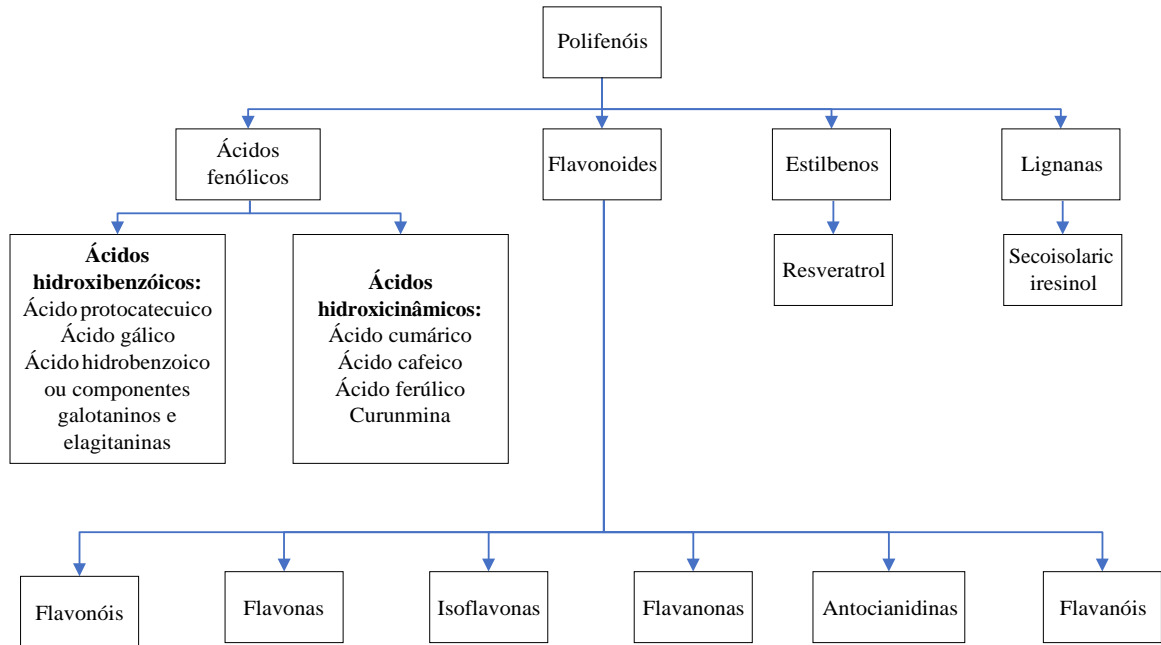 Polifenóis
Ácidos
fenólicos
Flavonoides
Estilbenos
Lignanas
Ácidos
hidroxibenzóicos:
Ácido protocatecuico
Ácido gálico
Ácido hidrobenzoico
ou componentes
galotaninos e
elagitaninas
Ácidos
hidroxicinâmicos:
Ácido cumárico
Ácido cafeico
Ácido ferúlico
Curunmina
Resveratrol
Secoisolaric
iresinol
Flavonóis
Flavonas
Isoflavonas
Flavanonas
Antocianidinas
Flavanóis